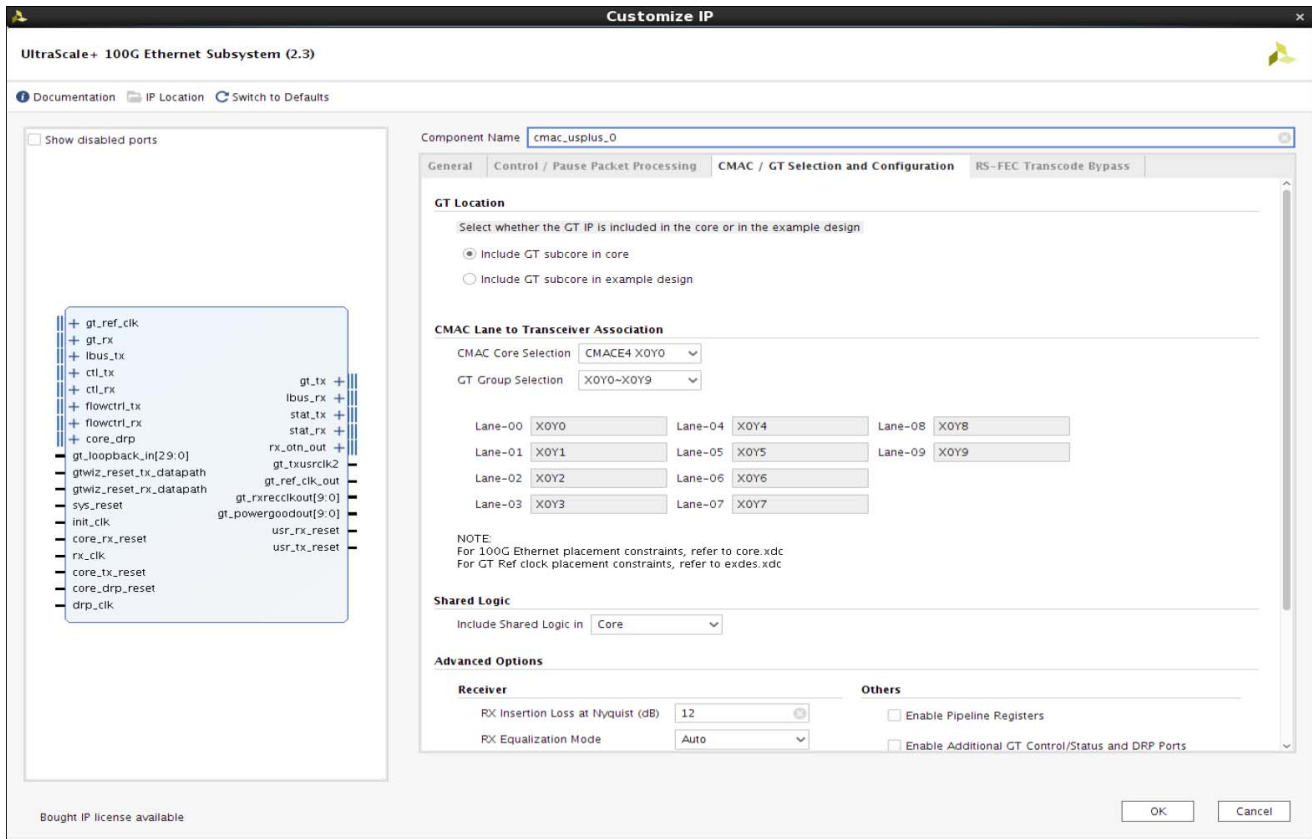 Customize IP
UltraScale+ 100G Ethernet Subsystem (2.3)
Documentation IP Location Switch to Defaults
Show disabled ports
gt_ref_clk
gt_rx
lbus_tx
ctl_tx
ctl_rx
flowctrl_tx
flowctrl_rx
core_drp
gt_loopback_in[29:0]
gtwiz_reset_tx_datapath
gtwiz_reset_rx_datapath
sys_reset
init_clk
core_rx_reset
rx_clk
core_tx_reset
core_drp_reset
drp_clk
gt_tx
lbus_rx
stat_tx
stat_rx
rx_otn_out
gt_txusrclk2
gt_ref_clk_out
gt_rxrecclkout[9:0]
gt_powergoodout[9:0]
usr_rx_reset
usr_tx_reset
Component Name cmac_usplus_0
General Control / Pause Packet Processing CMAC / GT Selection and Configuration RS-FEC Transcode Bypass
GT Location
Select whether the GT IP is included in the core or in the example design
Include GT subcore in core
Include GT subcore in example design
CMAC Lane to Transceiver Association
CMAC Core Selection CMACE4 X0Y0
GT Group Selection X0Y0~X0Y9
Lane-00 X0Y0 Lane-04 X0Y4 Lane-08 X0Y8
Lane-01 X0Y1 Lane-05 X0Y5 Lane-09 X0Y9
Lane-02 X0Y2 Lane-06 X0Y6
Lane-03 X0Y3 Lane-07 X0Y7
NOTE:
For 100G Ethernet placement constraints, refer to core.xdc
For GT Ref clock placement constraints, refer to exdes.xdc
Shared Logic
Include Shared Logic in Core
Advanced Options
Receiver Others
RX Insertion Loss at Nyquist (dB) 12 Enable Pipeline Registers
RX Equalization Mode Auto Enable Additional GT Control/Status and DRP Ports
Bought IP license available
OK Cancel